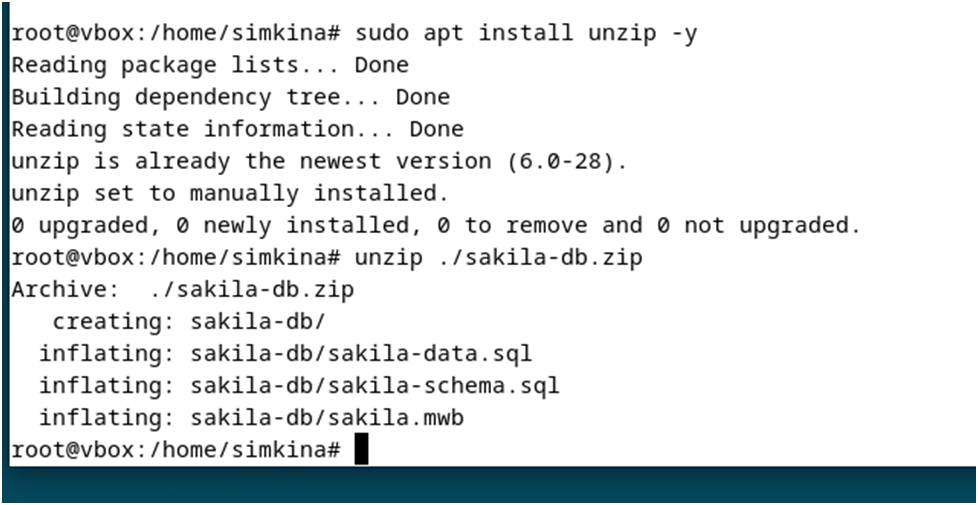 root@vbox:/home/simkina# sudo apt install unzip -y
Reading package lists... Done
Building dependency tree... Done
Reading state information... Done
unzip is already the newest version (6.0-28).
unzip set to manually installed.
0 upgraded, 0 newly installed, 0 to remove and 0 not upgraded.
root@vbox:/home/simkina# unzip ./sakila-db.zip
Archive:  ./sakila-db.zip
   creating: sakila-db/
  inflating: sakila-db/sakila-data.sql
  inflating: sakila-db/sakila-schema.sql
  inflating: sakila-db/sakila.mwb
root@vbox:/home/simkina#